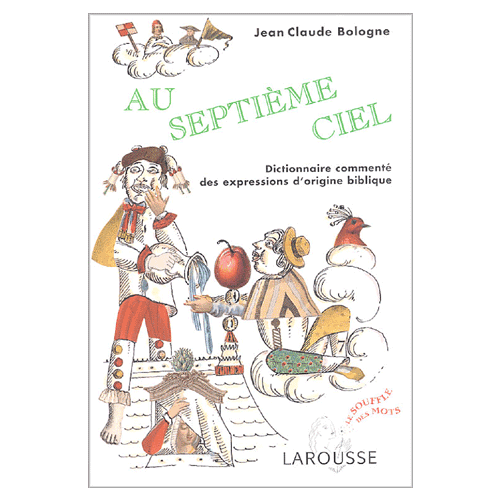 Jean Claude Bologne
AU
SEPTIÈME
CIEL
Dictionnaire commenté
des expressions d'origine biblique
LE SOUFFLE
DES MOTS
LAROUSSE